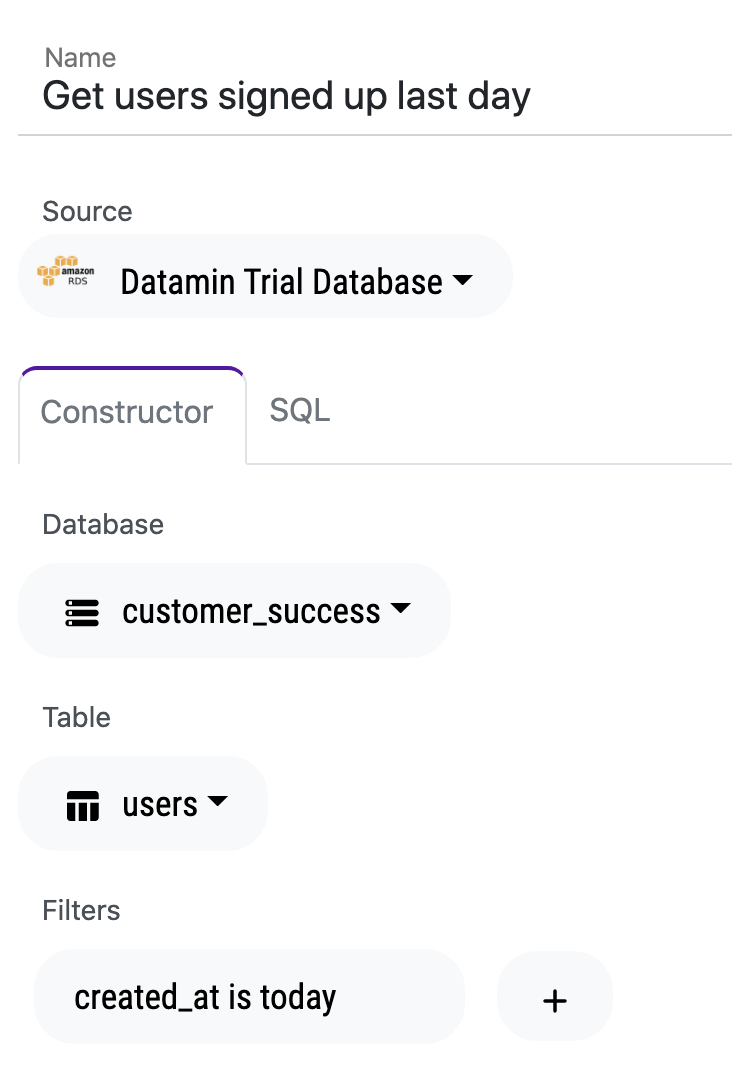 Name
Get users signed up last day
Source
amazon
RDS
Datamin Trial Database
Constructor
SQL
Database
customer_success
Table
users
Filters
created_at is today
+